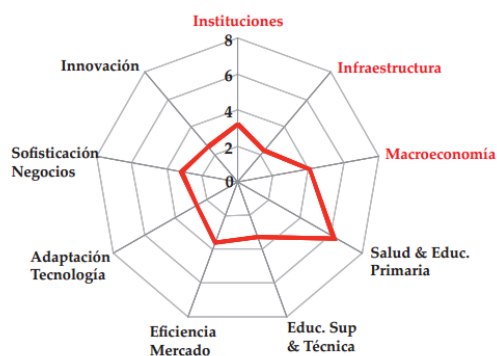 Instituciones
8
Innovación
Infraestructura
6
4
2
Sofisticación
Negocios
Macroeconomía
0
Adaptación
Tecnología
Salud & Educ.
Primaria
Eficiencia
Mercado
Educ. Sup
& Técnica